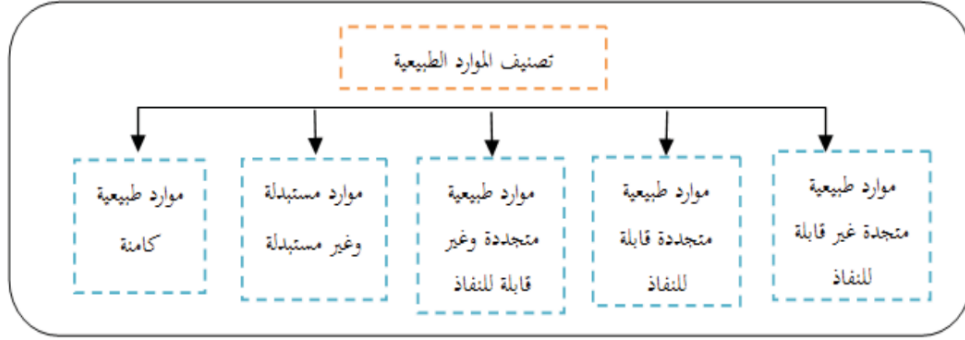 تصنيف الموارد الطبيعية
موارد طبيعية
متجدة غير قابلة
للنفاذ
موارد طبيعية
متجددة قابلة
للنفاذ
موارد طبيعية
متجددة وغير
قابلة للنفاذ
موارد مستبدلة
وغير مستبدلة
موارد طبيعية
كامنة